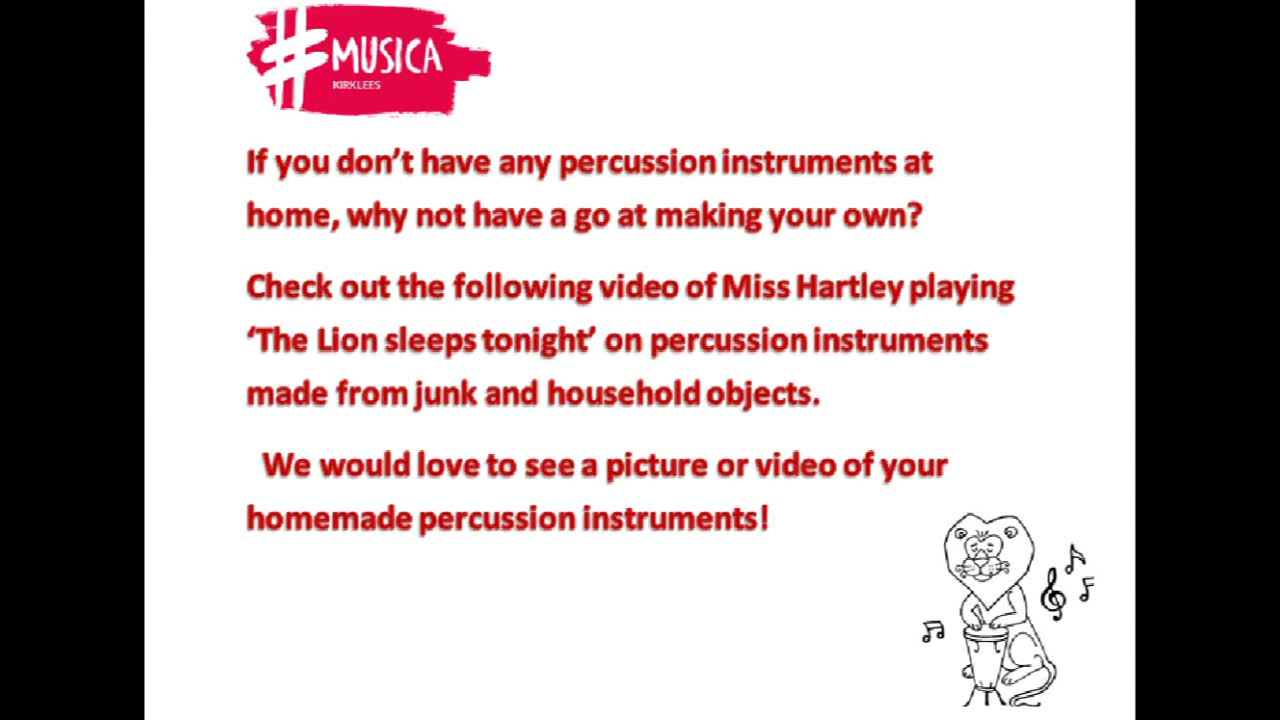 MUSICA
KIRKLEES
If you don’t have any percussion instruments at
home, why not have a go at making your own?
Check out the following video of Miss Hartley playing
‘The Lion sleeps tonight’ on percussion instruments
made from junk and household objects.
We would love to see a picture or video of your
homemade percussion instruments!